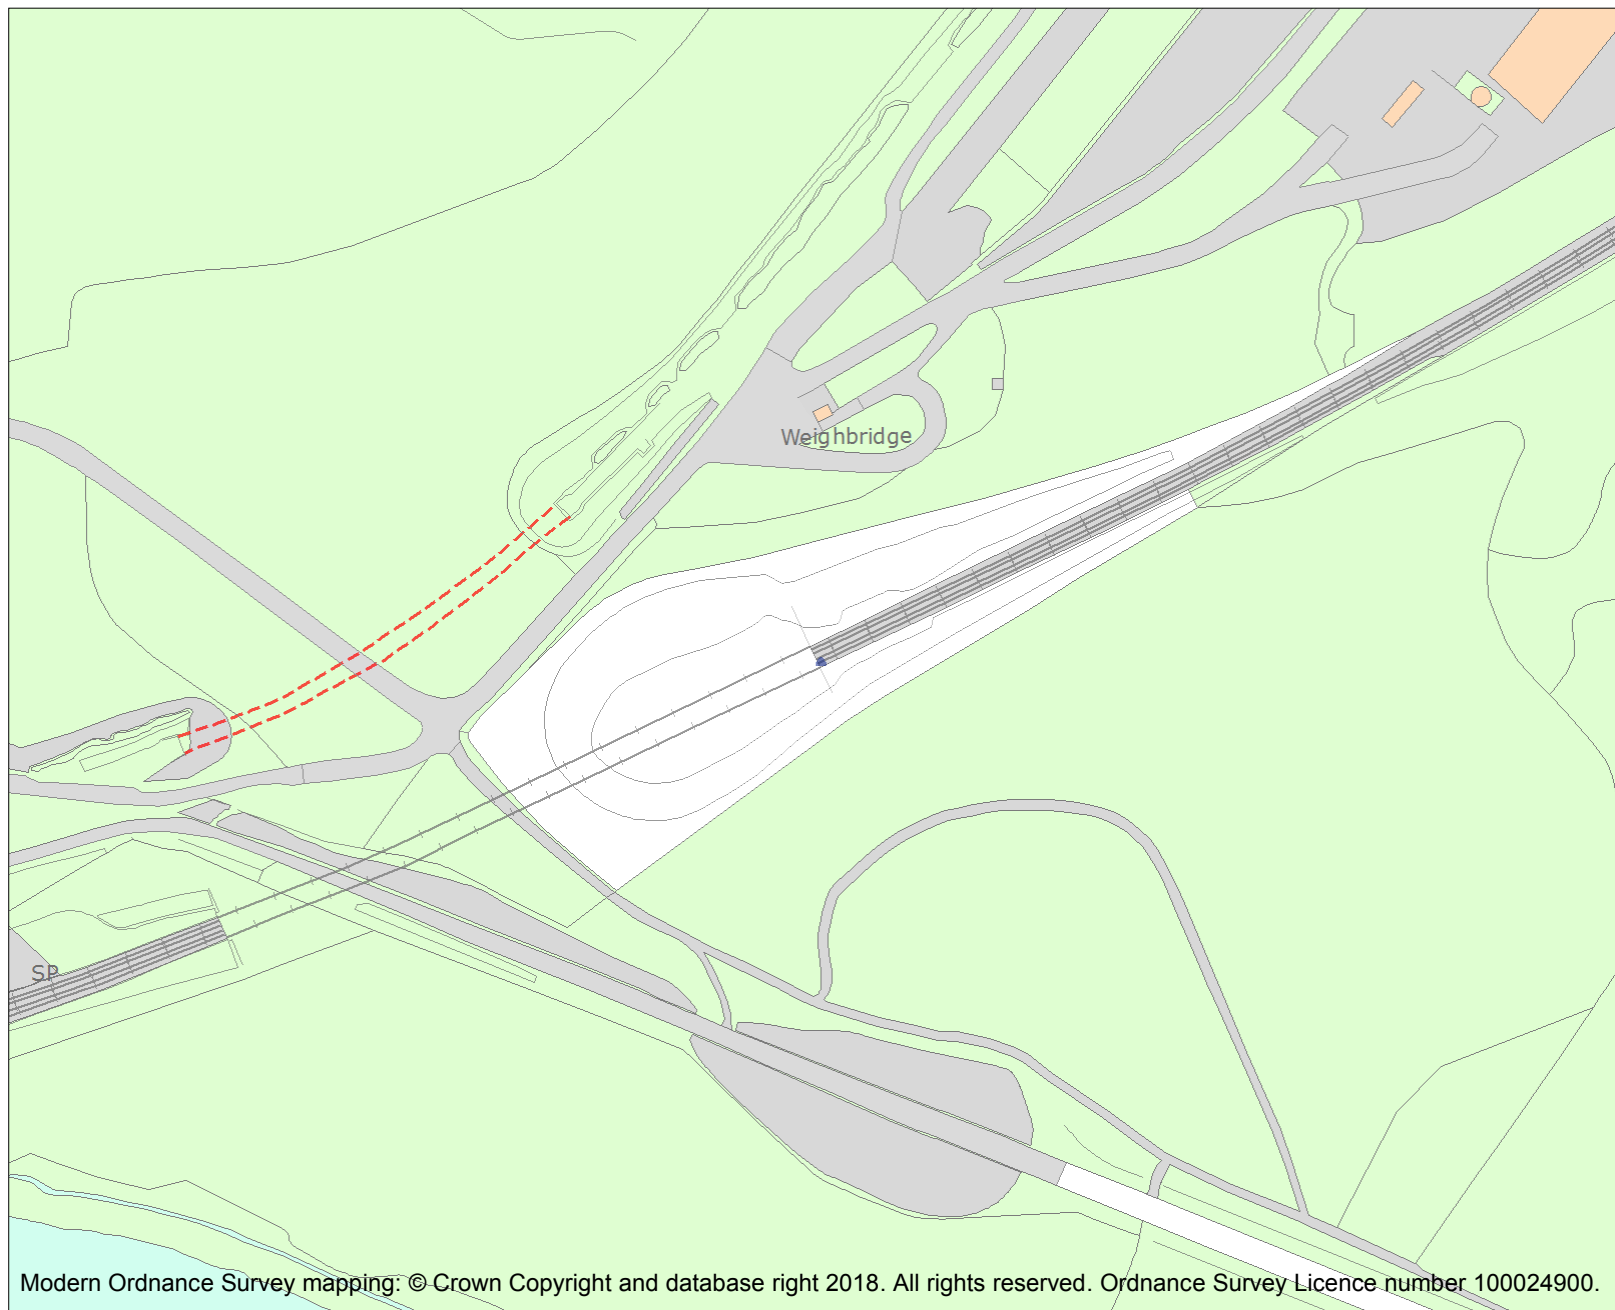 Weighbridge
SP
Modern Ordnance Survey mapping: © Crown Copyright and database right 2018. All rights reserved. Ordnance Survey Licence number 100024900.